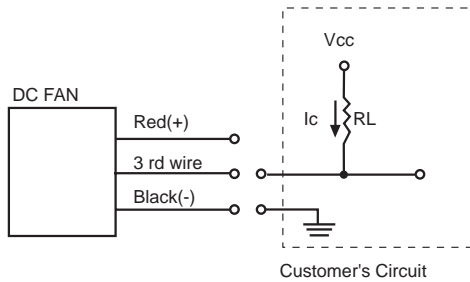 Vcc
DC FAN
Ic
RL
Red(+)
3 rd wire
Black(-)
Customer's Circuit